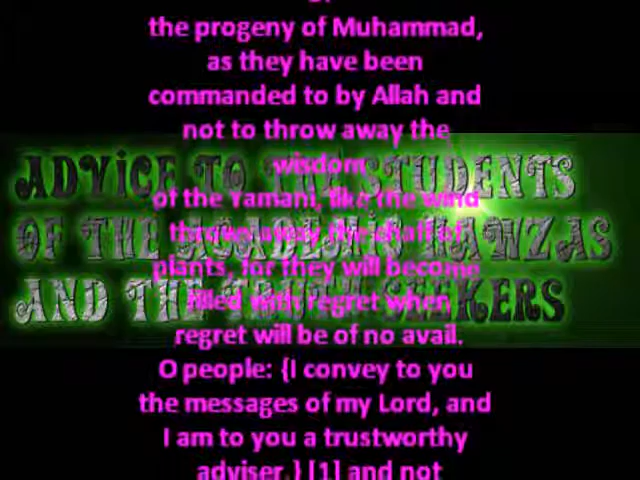 the progeny of Muhammad,
as they have been
commanded to by Allah and
not to throw away the
wisdom
of the Yamani, like the wind
throws away the chaff of
plants, for they will become
filled with regret when
regret will be of no avail.
O people: {I convey to you
the messages of my Lord, and
I am to you a trustworthy
adviser.} [1] and not
ADVICE TO THE STUDENTS
OF THE ACADEMIC HAWZAS
AND THE TRUTH SEEKERS